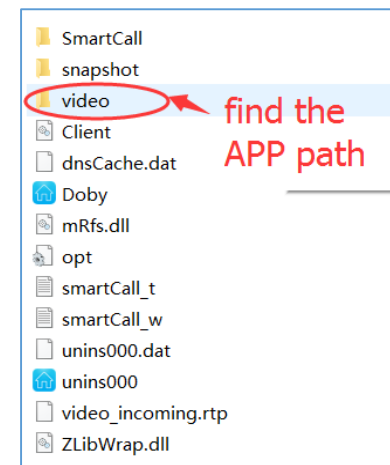 SmartCall
snapshot
video
find the
APP path
Client
dnsCache.dat
Doby
mRfs.dll
opt
smartCall_t
smartCall_w
unins000.dat
unins000
video_incoming.rtp
ZLibWrap.dll